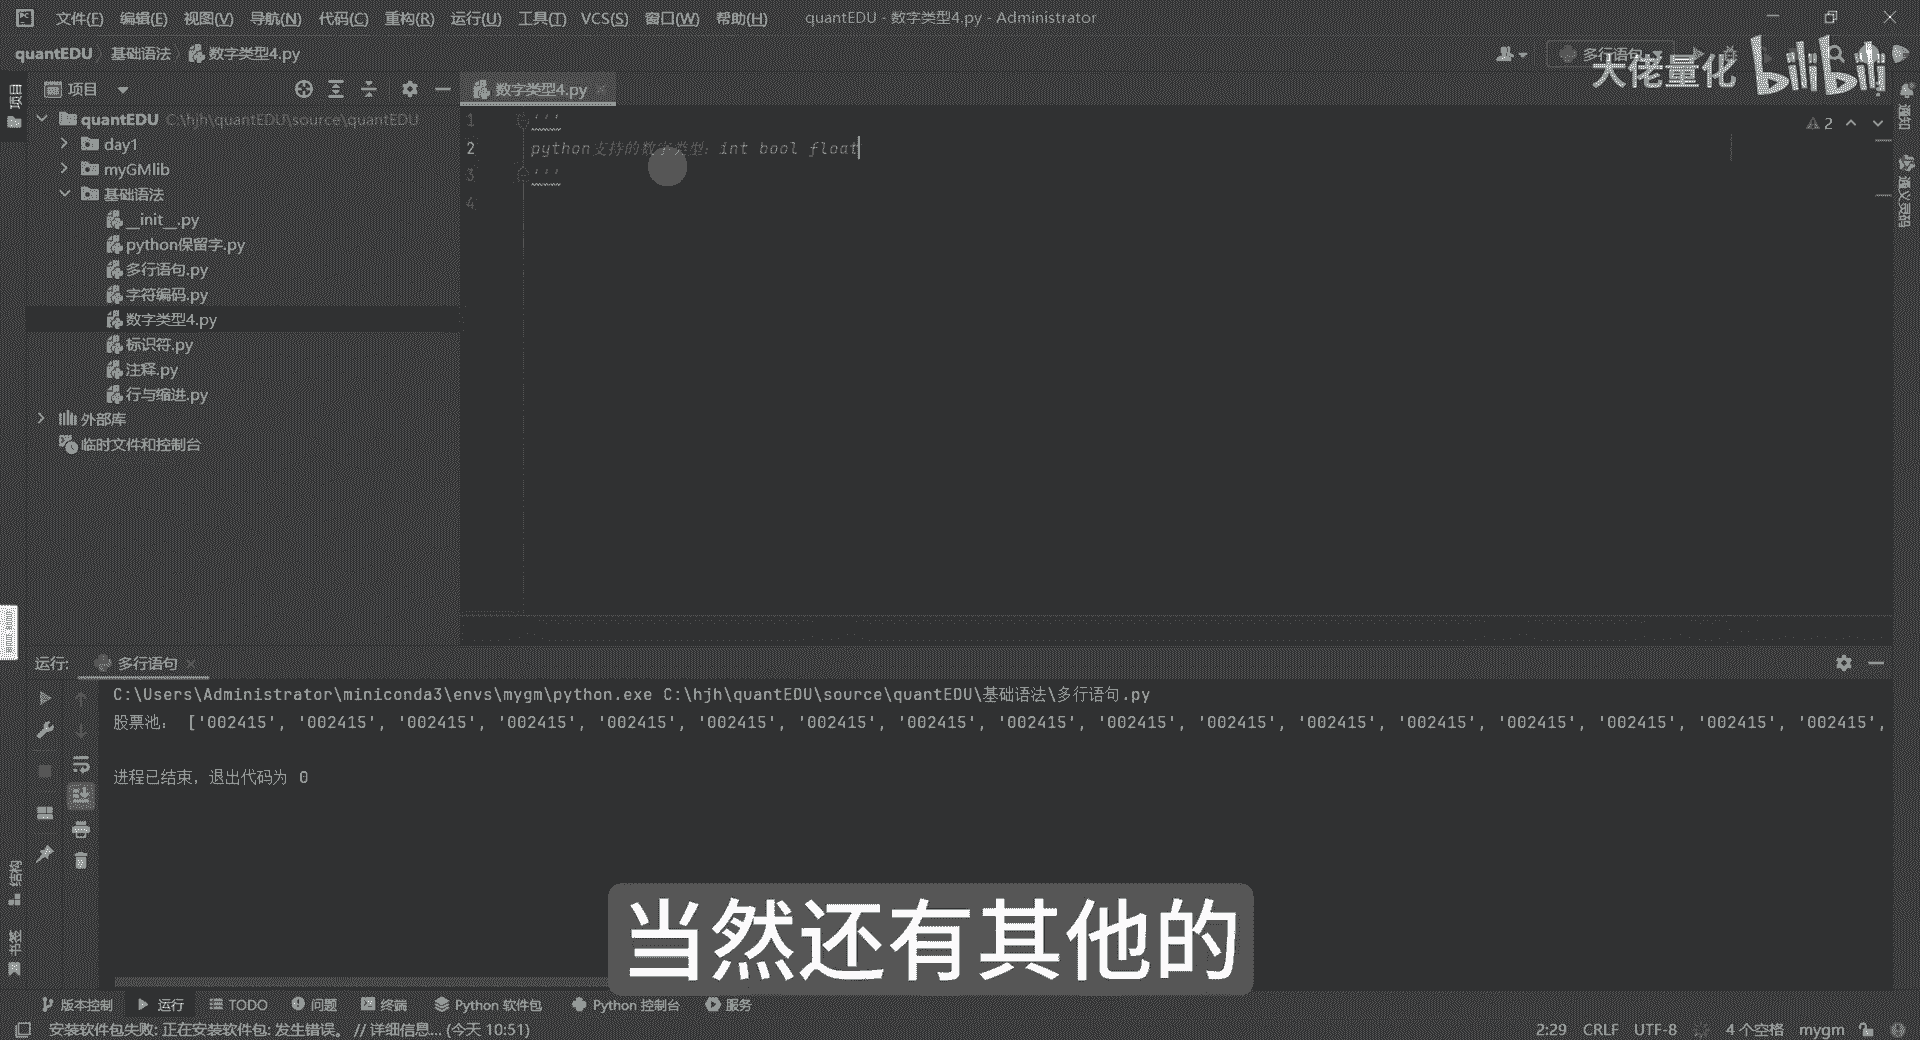 文件(F) 编辑(E) 视图(V) 导航(N) 代码(C) 重构(R) 运行(U) 工具(T) VCS(S) 窗口(W) 帮助(H) quantEDU - 数字类型4.py - Administrator
quantEDU 基础语法 数字类型4.py 多行语句
大佬量化 bilibili
项目
项目
数字类型4.py
quantEDU C:\hjh\quantEDU\source\quantEDU
day1
myGMlib
基础语法
__init__.py
python保留字.py
多行语句.py
字符编码.py
数字类型4.py
标识符.py
注释.py
行与缩进.py
外部库
临时文件和控制台
1 '''
2 python支持的数字类型: int bool float
3 '''
4
2
通知
通义灵码
运行: 多行语句
C:\Users\Administrator\miniconda3\envs\mygm\python.exe C:\hjh\quantEDU\source\quantEDU\基础语法\多行语句.py
股票池: ['002415', '002415', '002415', '002415', '002415', '002415', '002415', '002415', '002415', '002415', '002415', '002415', '002415', '002415', '002415', '002415', '002415',
进程已结束，退出代码为 0
结构
书签
当然还有其他的
版本控制 运行 TODO 问题 终端 Python 软件包 Python 控制台 服务
安装软件包失败: 正在安装软件包: 发生错误。 // 详细信息... (今天 10:51) 2:29 CRLF UTF-8 4 个空格 mygm